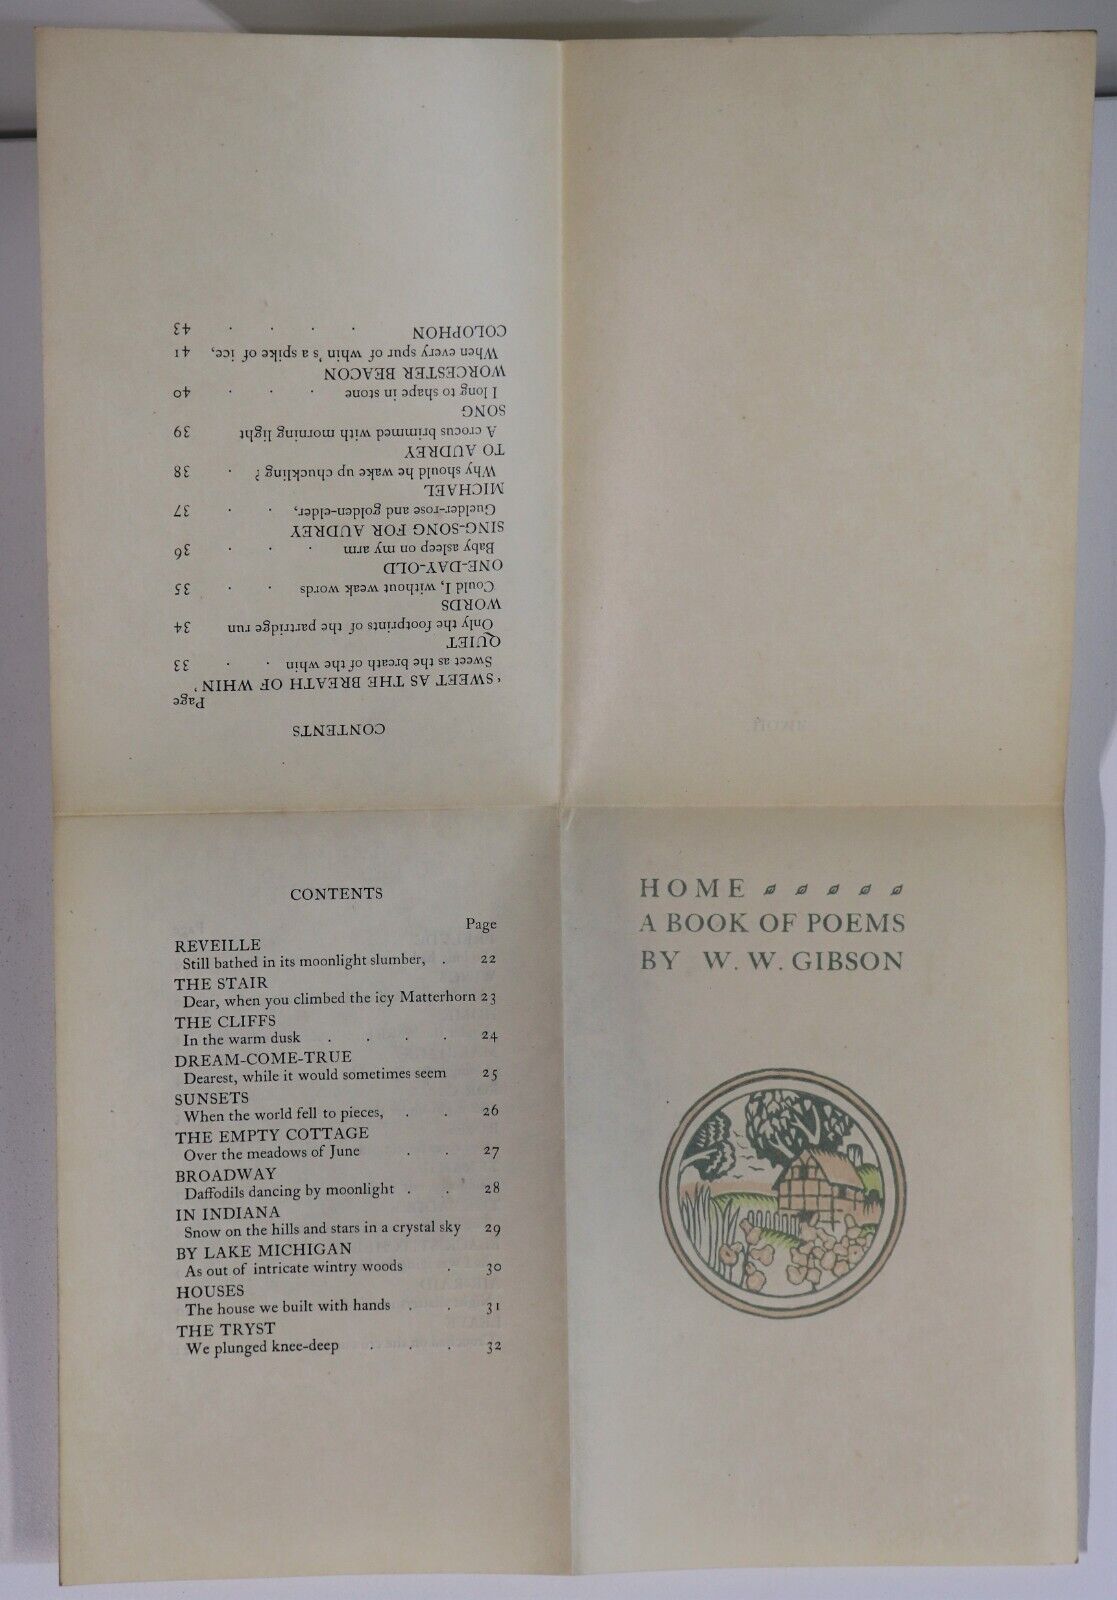 HOME
A BOOK OF POEMS
BY W. W. GIBSON
CONTENTS
Page
REVEILLE
Still bathed in its moonlight slumber, . 22
THE STAIR
Dear, when you climbed the icy Matterhorn 23
THE CLIFFS
In the warm dusk . . . . 24
DREAM-COME-TRUE
Dearest, while it would sometimes seem 25
SUNSETS
When the world fell to pieces, . . 26
THE EMPTY COTTAGE
Over the meadows of June . . 27
BROADWAY
Daffodils dancing by moonlight . . 28
IN INDIANA
Snow on the hills and stars in a crystal sky 29
BY LAKE MICHIGAN
As out of intricate wintry woods . 30
HOUSES
The house we built with hands . . 31
THE TRYST
We plunged knee-deep . . . 32
CONTENTS
Page
'SWEET AS THE BREATH OF WHIN'
Sweet as the breath of the whin . . 33
QUIET
Only the footprints of the partridge run 34
WORDS
Could I, without weak words . . 35
ONE-DAY-OLD
Baby asleep on my arm . . . 36
SING-SONG FOR AUDREY
Guelder-rose and golden-elder, . . 37
MICHAEL
Why should he wake up chuckling? . 38
TO AUDREY
A crocus brimmed with morning light 39
SONG
I long to shape in stone . . . 40
WORCESTER BEACON
When every spur of whin's a spike of ice, 41
COLOPHON . . . . 43